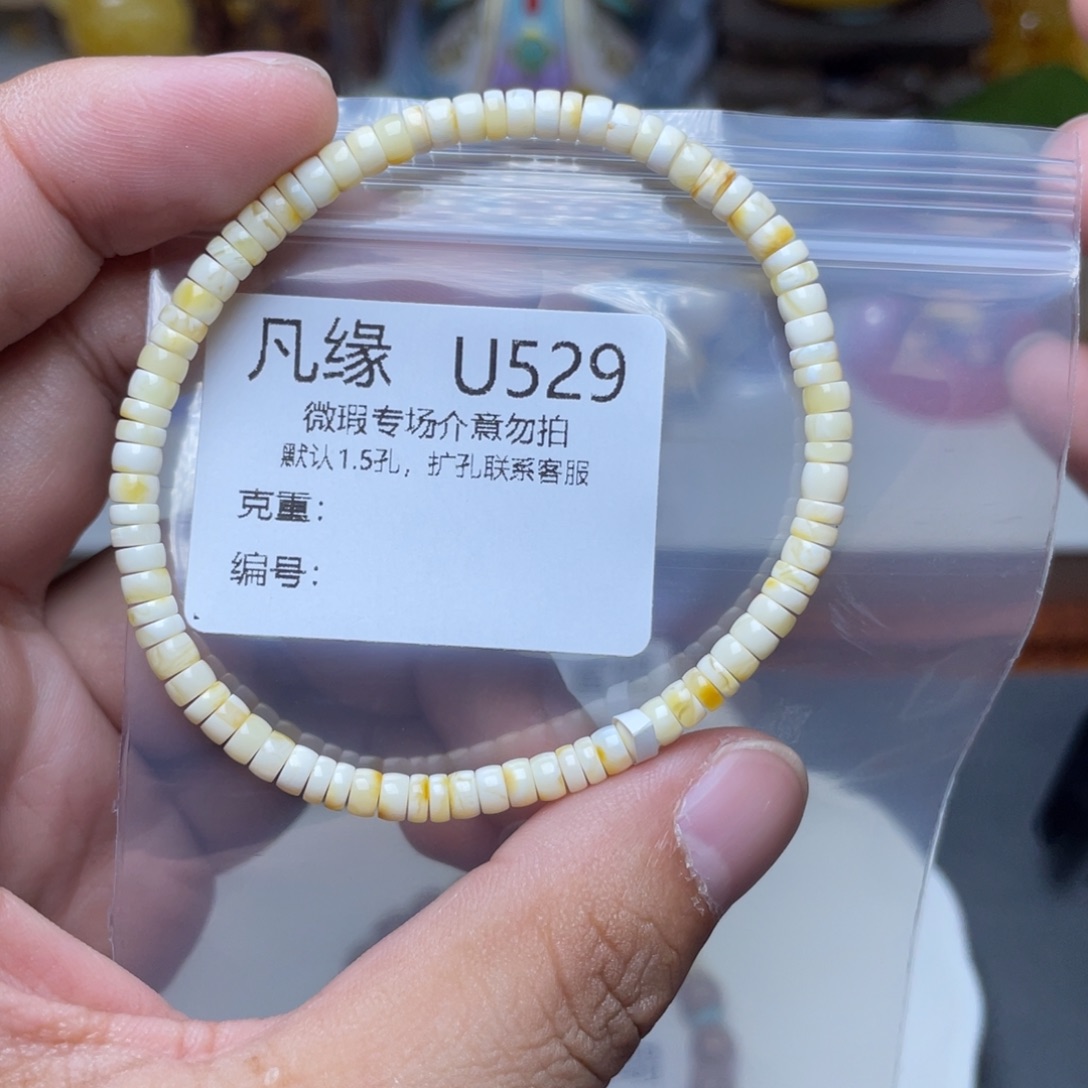 凡缘 U529
微瑕专场介意勿拍
默认1.5孔，扩孔联系客服
克重：
编号：